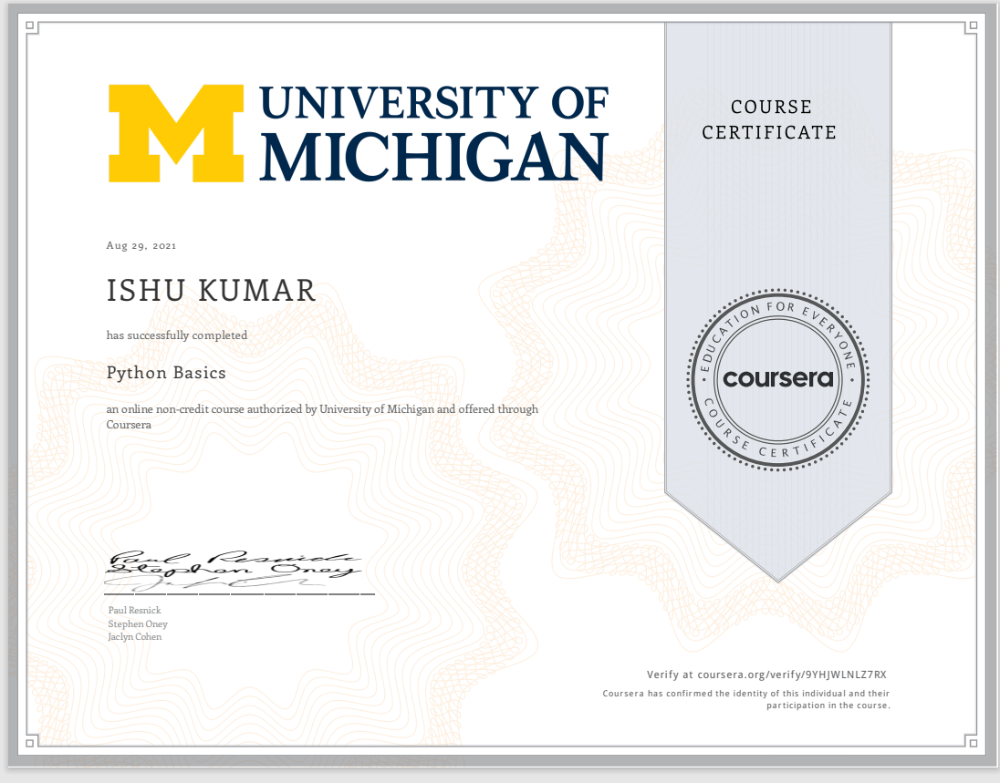 UNIVERSITY OF
MICHIGAN
COURSE
CERTIFICATE
Aug 29, 2021
ISHU KUMAR
has successfully completed
Python Basics
an online non-credit course authorized by University of Michigan and offered through
Coursera
EDUCATION FOR EVERYONE
coursera
COURSE CERTIFICATE
Paul Resnick
Stephen Oney
Paul Resnick
Stephen Oney
Jaclyn Cohen
Verify at coursera.org/verify/9YHJWLNLZ7RX
Coursera has confirmed the identity of this individual and their
participation in the course.